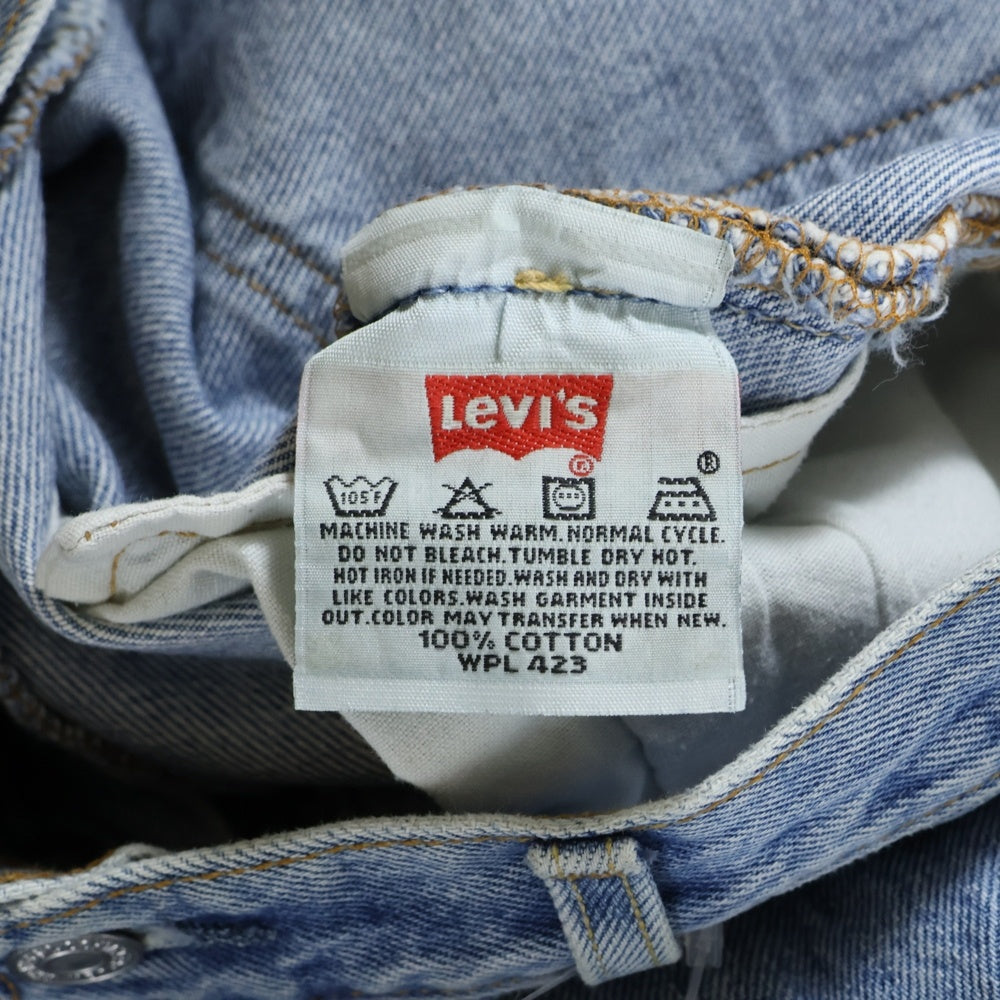 Levi's
®
®
105°F
MACHINE WASH WARM.NORMAL CYCLE.
DO NOT BLEACH.TUMBLE DRY HOT.
HOT IRON IF NEEDED.WASH AND DRY WITH
LIKE COLORS.WASH GARMENT INSIDE
OUT.COLOR MAY TRANSFER WHEN NEW.
100% COTTON
WPL 423